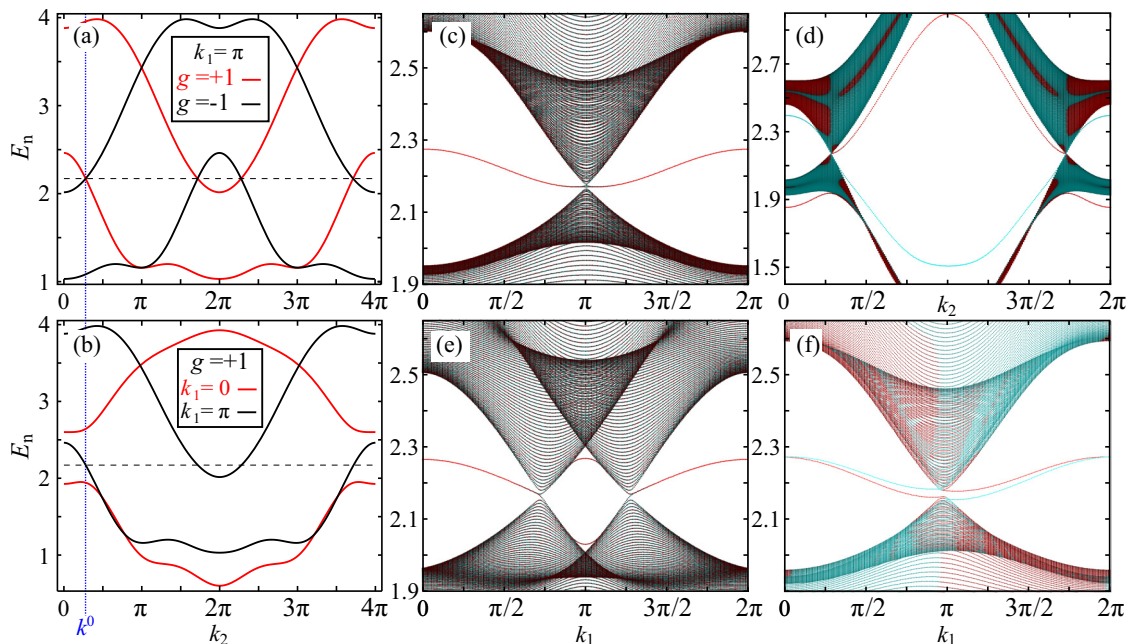 (a)
k₁ = π
g =+1
g =-1
Eₙ
4
3
2
1
0 π 2π 3π 4π
(b)
g =+1
k₁ = 0
k₁ = π
Eₙ
4
3
2
1
0 π 2π 3π 4π
k⁰ k₂
(c)
2.5
2.3
2.1
1.9
0 π/2 π 3π/2 2π
(d)
2.7
2.3
1.9
1.5
0 π/2 k₂ 3π/2 2π
(e)
2.5
2.3
2.1
1.9
0 π/2 π 3π/2 2π
k₁
(f)
2.5
2.3
2.1
1.9
0 π/2 π 3π/2 2π
k₁